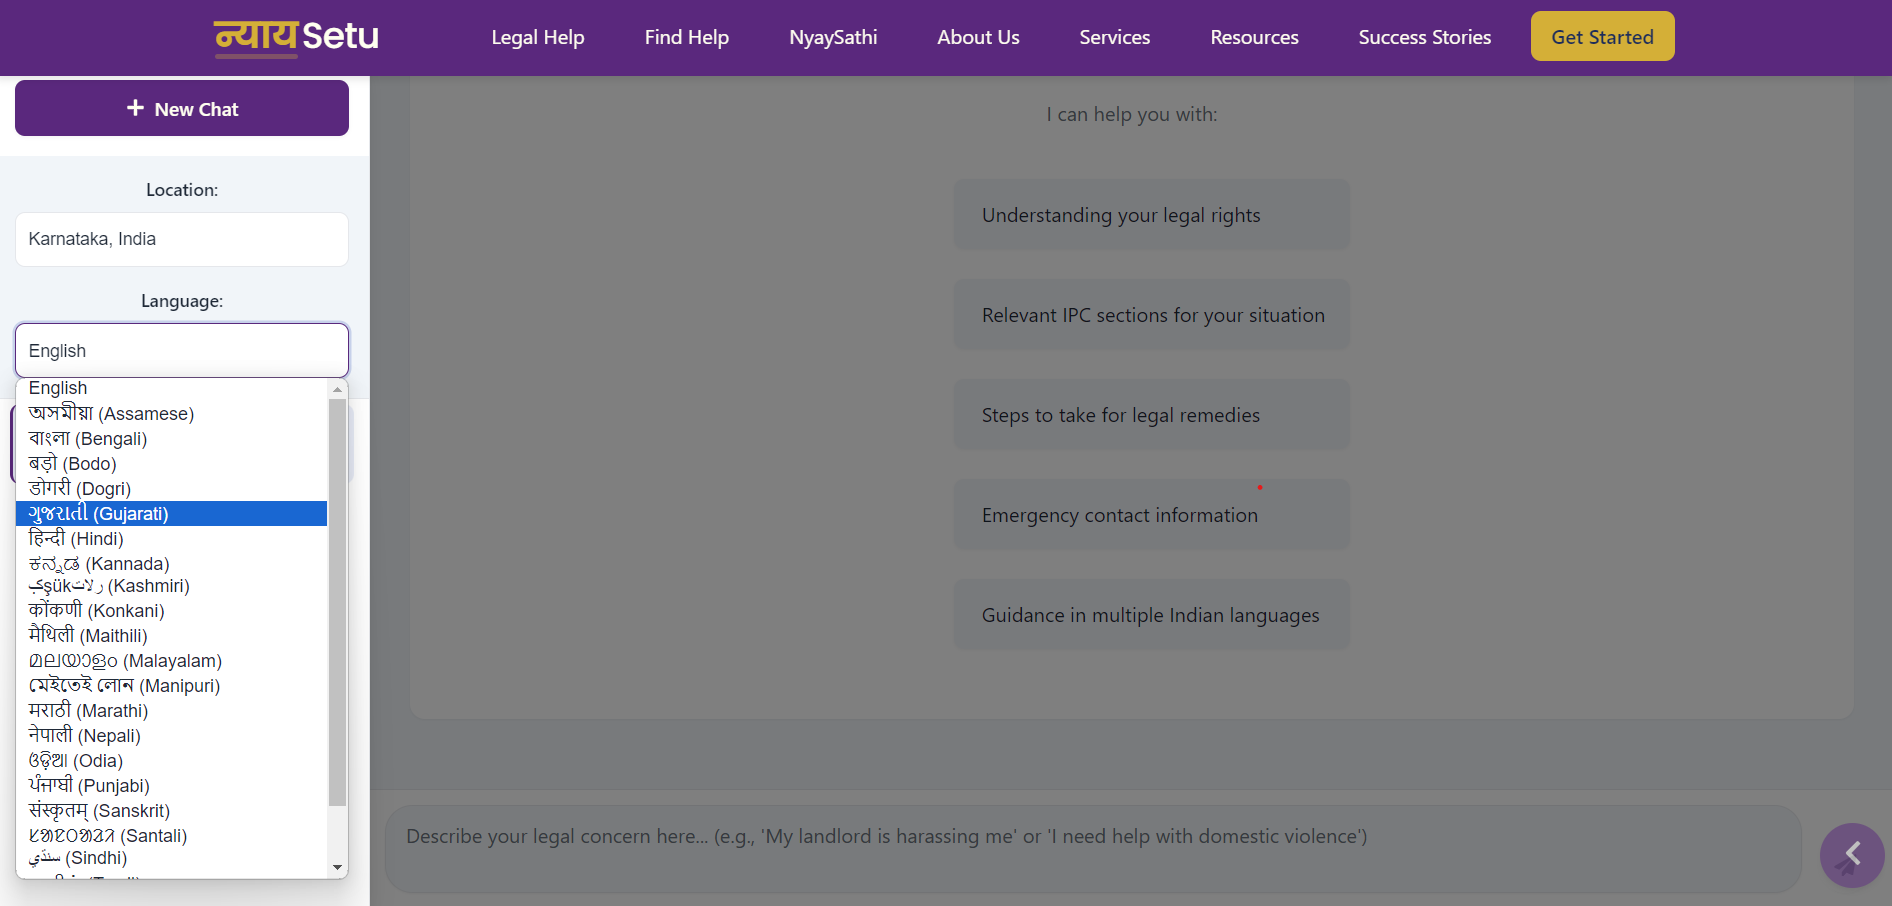 न्यायSetu
Legal Help
Find Help
NyaySathi
About Us
Services
Resources
Success Stories
Get Started
+ New Chat
Location:
Karnataka, India
Language:
English
English
অসমীয়া (Assamese)
বাংলা (Bengali)
बड़ो (Bodo)
डोगरी (Dogri)
ગુજરાતી (Gujarati)
हिन्दी (Hindi)
ಕನ್ನಡ (Kannada)
(Kashmiri)
कोंकणी (Konkani)
मैथिली (Maithili)
മലയാളം (Malayalam)
মেইতেই লোন (Manipuri)
मराठी (Marathi)
नेपाली (Nepali)
ଓଡ଼ିଆ (Odia)
ਪੰਜਾਬੀ (Punjabi)
संस्कृतम् (Sanskrit)
(Santali)
سنڌي (Sindhi)
I can help you with:
Understanding your legal rights
Relevant IPC sections for your situation
Steps to take for legal remedies
Emergency contact information
Guidance in multiple Indian languages
Describe your legal concern here... (e.g., 'My landlord is harassing me' or 'I need help with domestic violence')